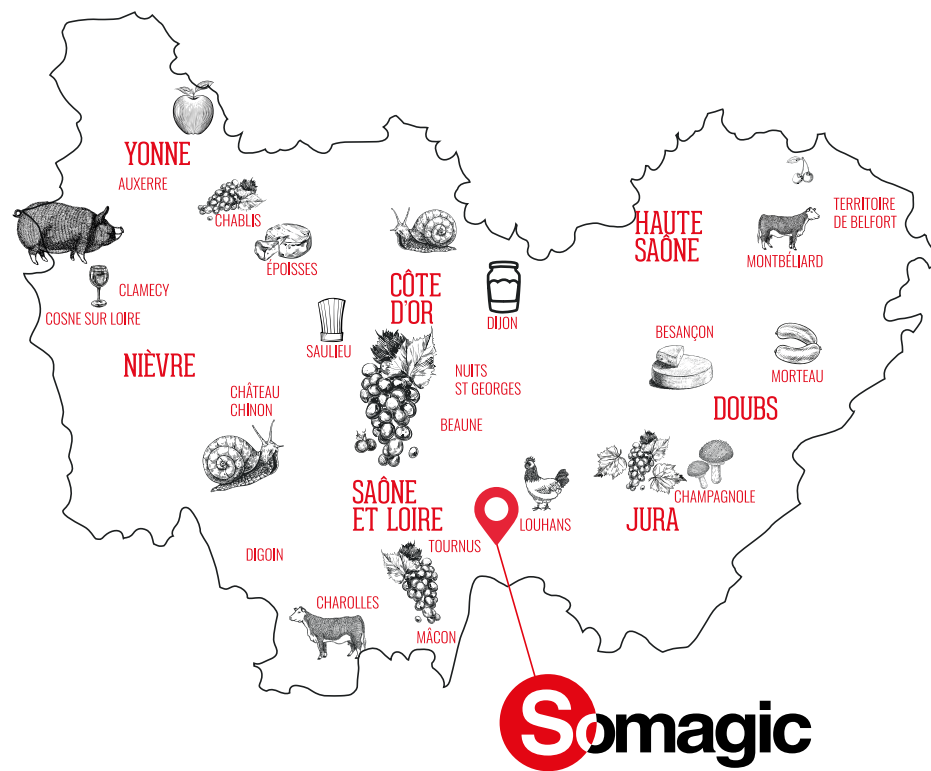 YONNE
AUXERRE
CHABLIS
ÉPOISSES
CLAMECY
COSNE SUR LOIRE
NIÈVRE
CHÂTEAU
CHINON
SAULIEU
CÔTE
D'OR
DIJON
NUITS
ST GEORGES
BEAUNE
HAUTE
SAÔNE
TERRITOIRE
DE BELFORT
MONTBÉLIARD
BESANÇON
MORTEAU
DOUBS
CHAMPAGNOLE
JURA
LOUHANS
SAÔNE
ET LOIRE
TOURNUS
DIGOIN
CHAROLLES
MÂCON
Somagic